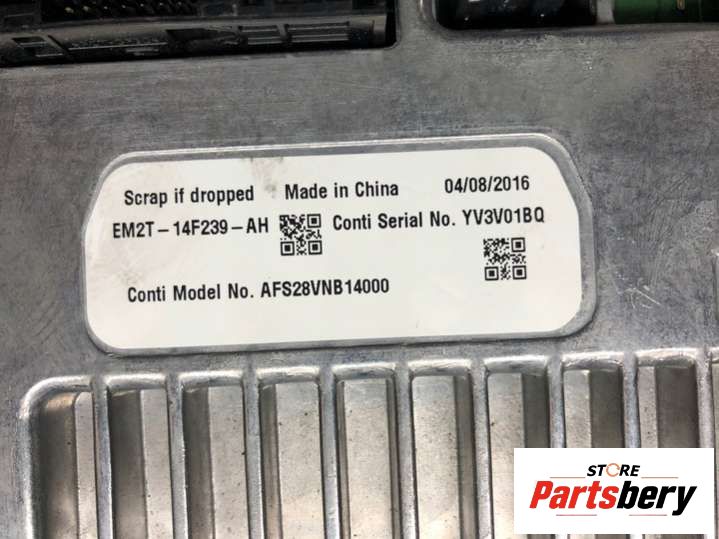 Scrap if dropped Made in China 04/08/2016
EM2T-14F239-AH Conti Serial No. YV3V01BQ
Conti Model No. AFS28VNB14000
STORE
Partsbery